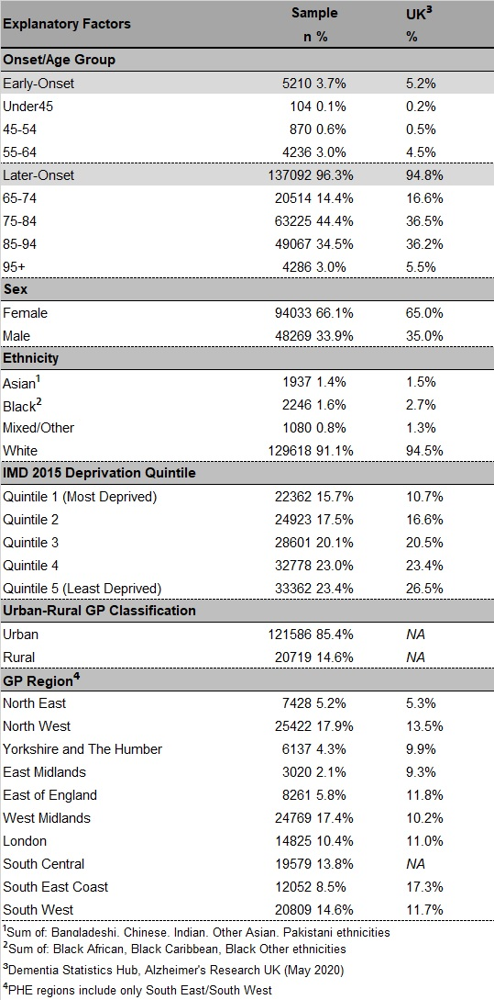 Explanatory Factors Sample UK³
n % %
Onset/Age Group
Early-Onset 5210 3.7% 5.2%
Under45 104 0.1% 0.2%
45-54 870 0.6% 0.5%
55-64 4236 3.0% 4.5%
Later-Onset 137092 96.3% 94.8%
65-74 20514 14.4% 16.6%
75-84 63225 44.4% 36.5%
85-94 49067 34.5% 36.2%
95+ 4286 3.0% 5.5%
Sex
Female 94033 66.1% 65.0%
Male 48269 33.9% 35.0%
Ethnicity
Asian¹ 1937 1.4% 1.5%
Black² 2246 1.6% 2.7%
Mixed/Other 1080 0.8% 1.3%
White 129618 91.1% 94.5%
IMD 2015 Deprivation Quintile
Quintile 1 (Most Deprived) 22362 15.7% 10.7%
Quintile 2 24923 17.5% 16.6%
Quintile 3 28601 20.1% 20.5%
Quintile 4 32778 23.0% 23.4%
Quintile 5 (Least Deprived) 33362 23.4% 26.5%
Urban-Rural GP Classification
Urban 121586 85.4% NA
Rural 20719 14.6% NA
GP Region⁴
North East 7428 5.2% 5.3%
North West 25422 17.9% 13.5%
Yorkshire and The Humber 6137 4.3% 9.9%
East Midlands 3020 2.1% 9.3%
East of England 8261 5.8% 11.8%
West Midlands 24769 17.4% 10.2%
London 14825 10.4% 11.0%
South Central 19579 13.8% NA
South East Coast 12052 8.5% 17.3%
South West 20809 14.6% 11.7%
¹Sum of: Bangladeshi. Chinese. Indian. Other Asian. Pakistani ethnicities
²Sum of: Black African, Black Caribbean, Black Other ethnicities
³Dementia Statistics Hub, Alzheimer's Research UK (May 2020)
⁴PHE regions include only South East/South West